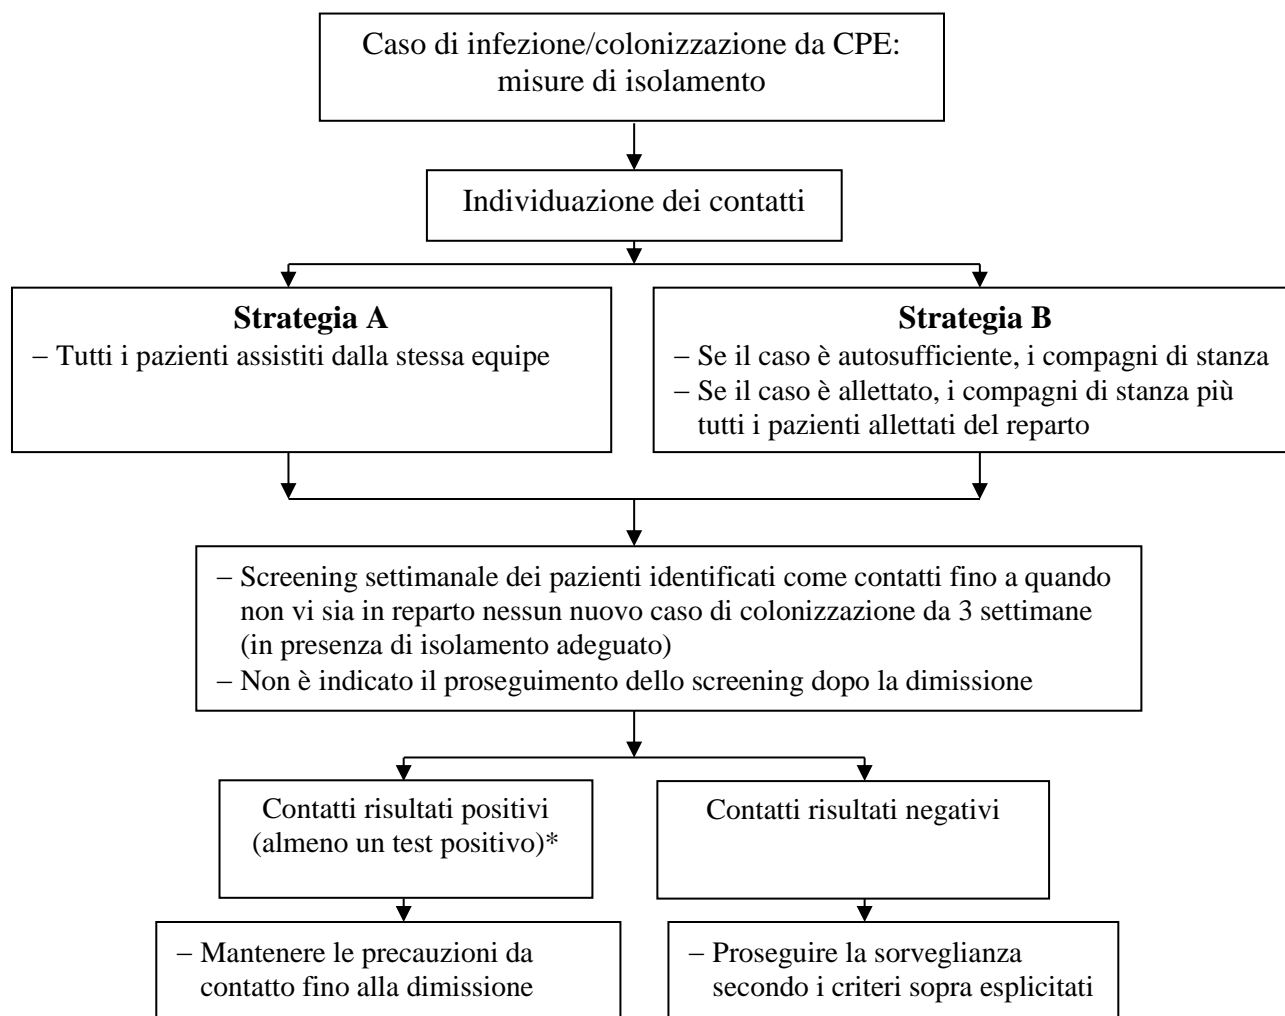 Caso di infezione/colonizzazione da CPE:
misure di isolamento
Individuazione dei contatti
Strategia A
– Tutti i pazienti assistiti dalla stessa equipe
Strategia B
– Se il caso è autosufficiente, i compagni di stanza
– Se il caso è allettato, i compagni di stanza più
tutti i pazienti allettati del reparto
– Screening settimanale dei pazienti identificati come contatti fino a quando
non vi sia in reparto nessun nuovo caso di colonizzazione da 3 settimane
(in presenza di isolamento adeguato)
– Non è indicato il proseguimento dello screening dopo la dimissione
Contatti risultati positivi
(almeno un test positivo)*
Contatti risultati negativi
– Mantenere le precauzioni da
contatto fino alla dimissione
– Proseguire la sorveglianza
secondo i criteri sopra esplicitati